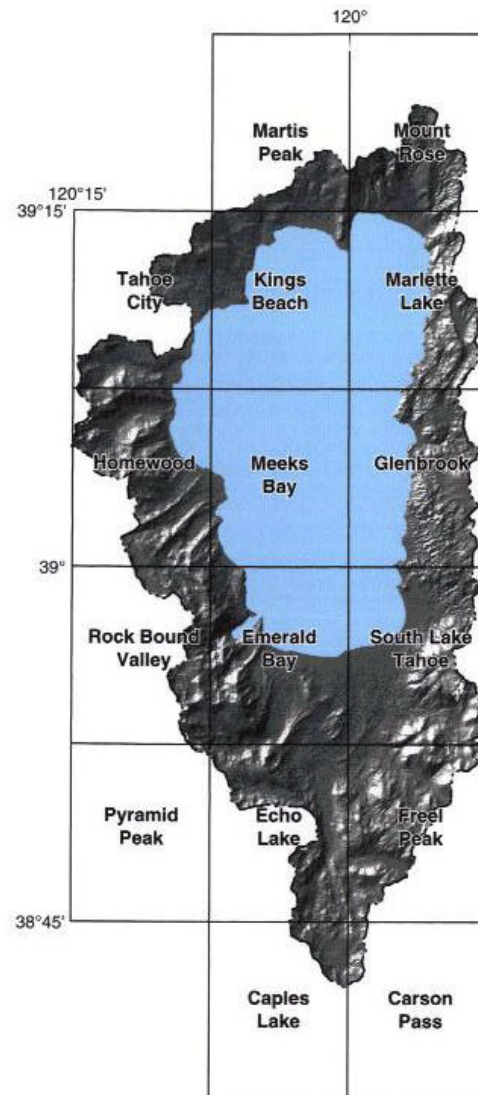 120°
Martis
Peak
Mount
Rose
120°15'
39°15'
Tahoe
City
Kings
Beach
Marlette
Lake
Homewood
Meeks
Bay
Glenbrook
39°
Rock Bound
Valley
Emerald
Bay
South Lake
Tahoe
Pyramid
Peak
Echo
Lake
Freel
Peak
38°45'
Caples
Lake
Carson
Pass